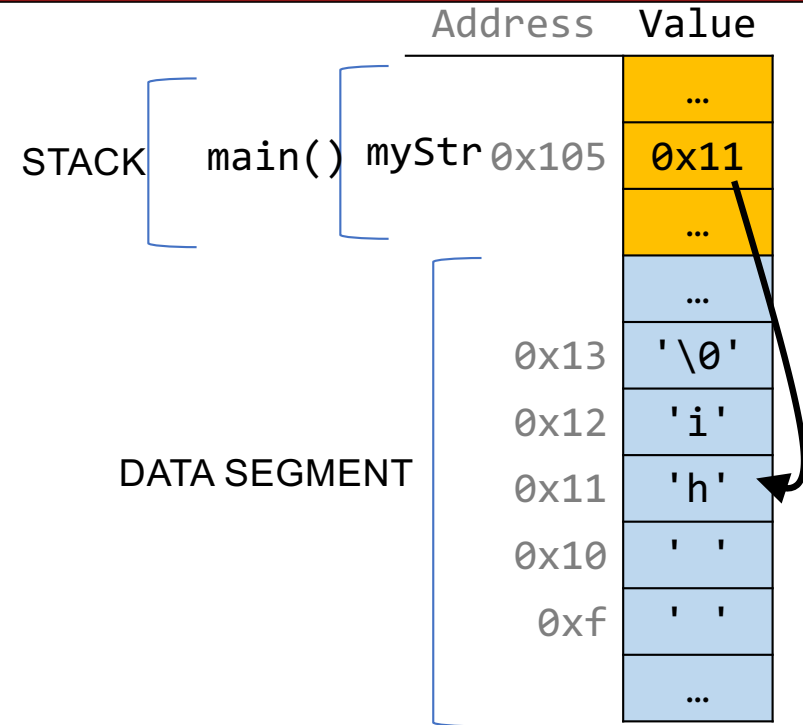 Address Value
…
STACK main() myStr 0x105 0x11
…
…
0x13 '\0'
0x12 'i'
DATA SEGMENT 0x11 'h'
0x10 ' '
0xf ' '
…